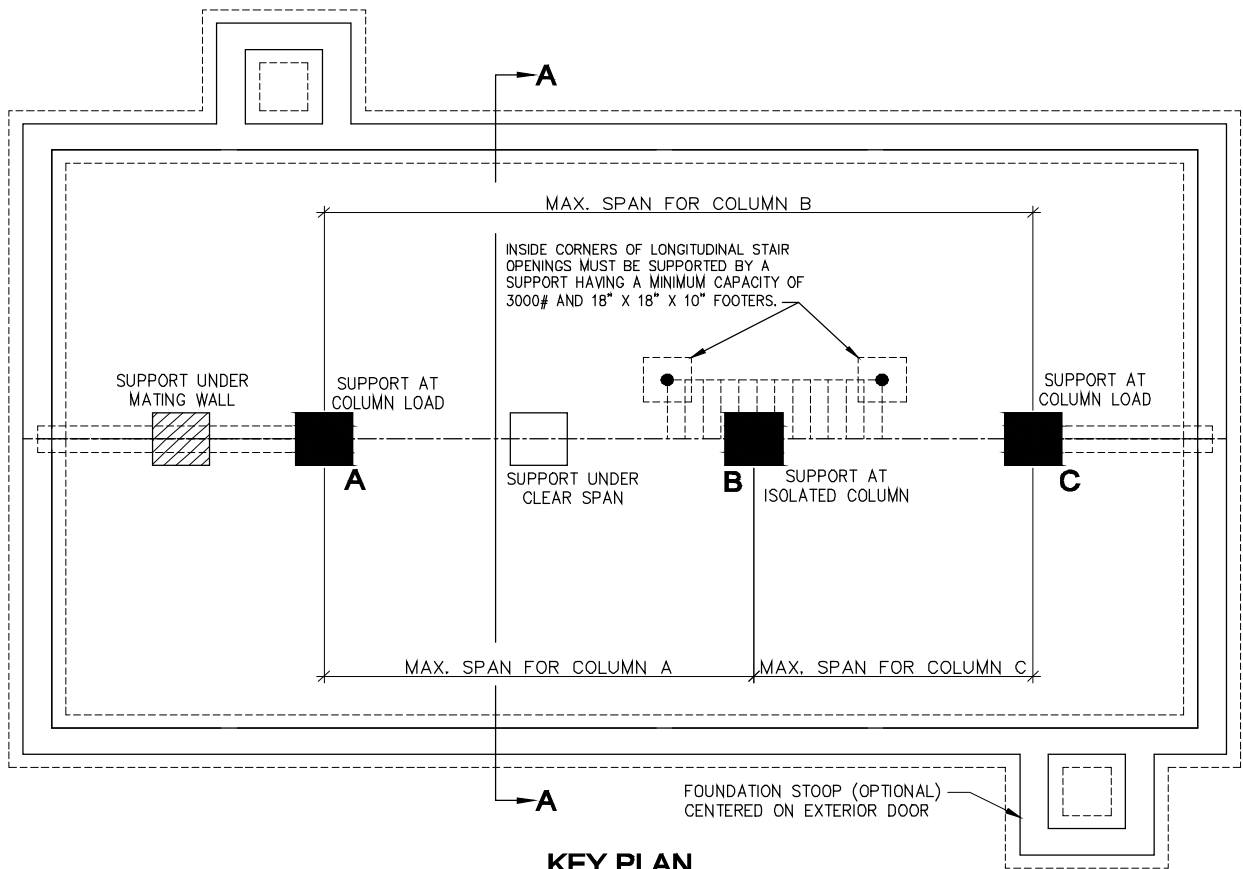 A
MAX. SPAN FOR COLUMN B
INSIDE CORNERS OF LONGITUDINAL STAIR
OPENINGS MUST BE SUPPORTED BY A
SUPPORT HAVING A MINIMUM CAPACITY OF
3000# AND 18" X 18" X 10" FOOTERS.
SUPPORT UNDER
MATING WALL
SUPPORT AT
COLUMN LOAD
SUPPORT AT
COLUMN LOAD
A
SUPPORT UNDER
CLEAR SPAN
B
SUPPORT AT
ISOLATED COLUMN
C
MAX. SPAN FOR COLUMN A
MAX. SPAN FOR COLUMN C
A
FOUNDATION STOOP (OPTIONAL)
CENTERED ON EXTERIOR DOOR
KEY PLAN